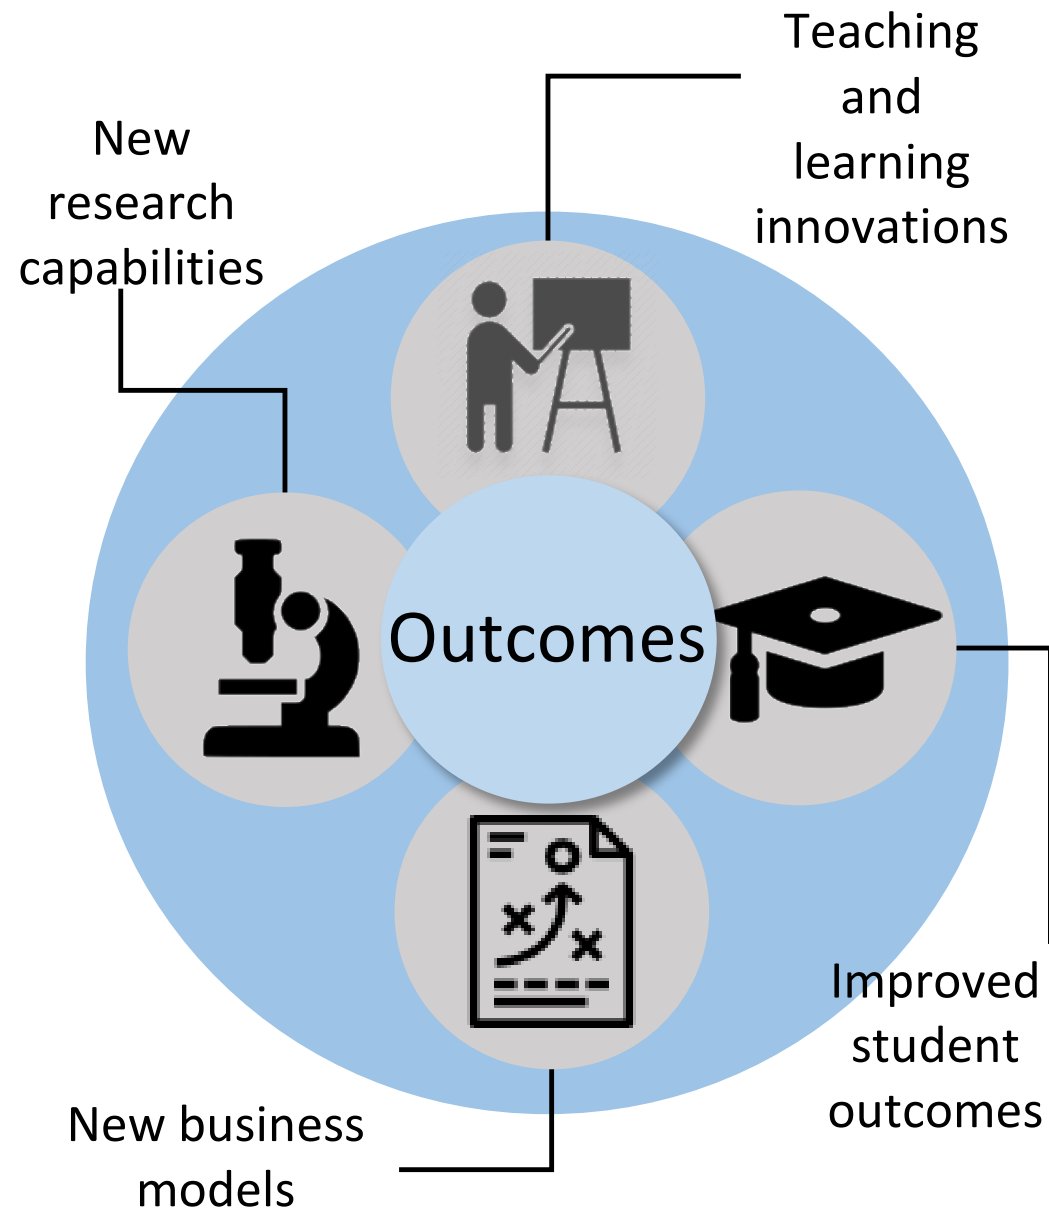 Teaching
and
learning
innovations
New
research
capabilities
Outcomes
Improved
student
outcomes
New business
models